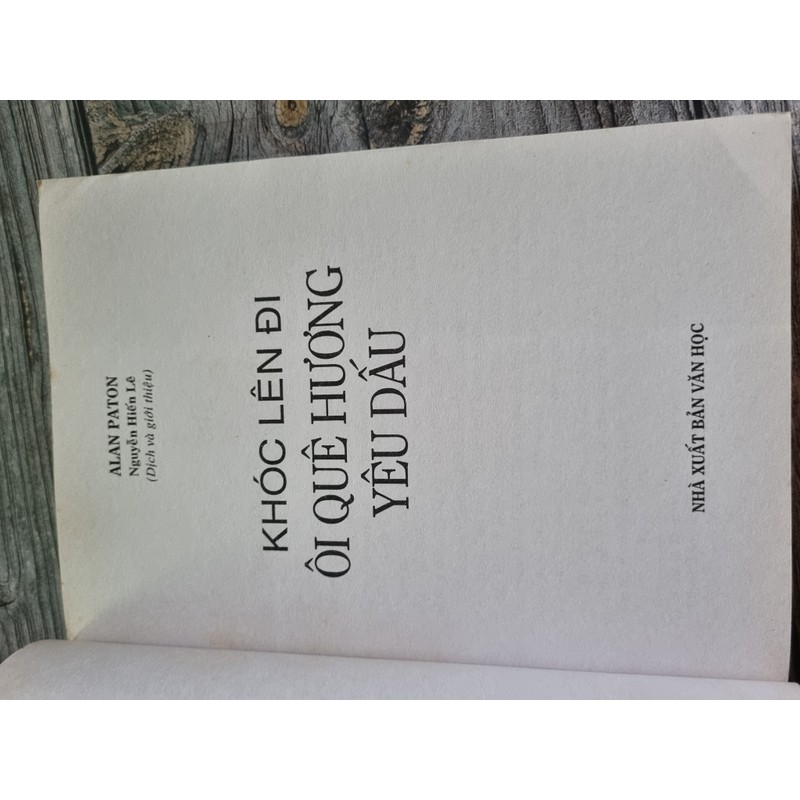 ALAN PATON
Nguyễn Hiến Lê
(Dịch và giới thiệu)
KHÓC LÊN ĐI
ÔI QUÊ HƯƠNG
YÊU DẤU
NHÀ XUẤT BẢN VĂN HỌC